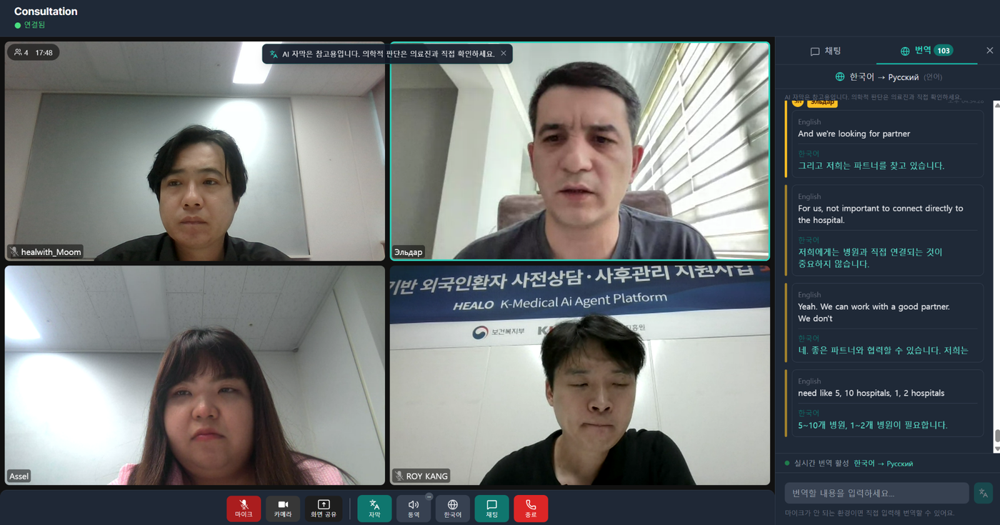 Consultation
연결됨
4 17:48
AI 자막은 참고용입니다. 의학적 판단은 의료진과 직접 확인하세요.
healwith_Moom
Эльдар
기반 외국인환자 사전상담·사후관리 지원사업
HEALO K-Medical Ai Agent Platform
보건복지부
Assel
ROY KANG
마이크
카메라
화면 공유
자막
통역
한국어
채팅
종료
채팅
번역 103
한국어 → Русский (언어)
AI 자막은 참고용입니다. 의학적 판단은 의료진과 직접 확인하세요.
Эльдар
English
And we're looking for partner
한국어
그리고 저희는 파트너를 찾고 있습니다.
English
For us, not important to connect directly to
the hospital.
한국어
저희에게는 병원과 직접 연결되는 것이
중요하지 않습니다.
English
Yeah. We can work with a good partner.
We don't
한국어
네. 좋은 파트너와 협력할 수 있습니다. 저희는
English
need like 5, 10 hospitals, 1, 2 hospitals
한국어
5~10개 병원, 1~2개 병원이 필요합니다.
실시간 번역 활성 한국어 → Русский
번역할 내용을 입력하세요...
마이크가 안 되는 환경이면 직접 입력해 번역할 수 있어요.